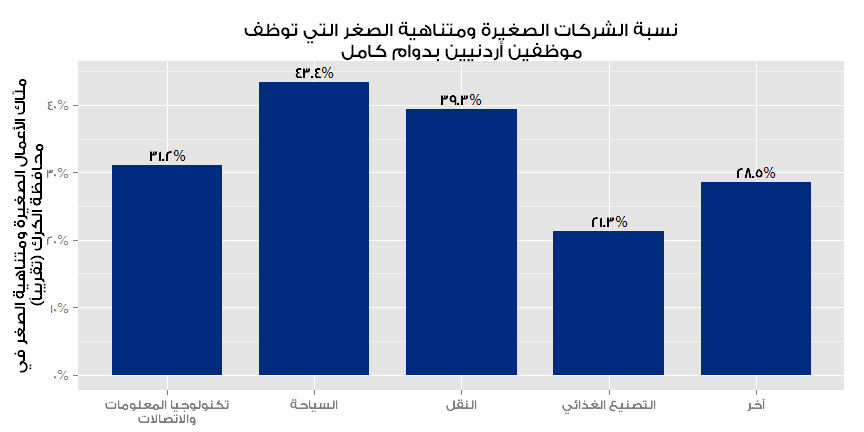 نسبة الشركات الصغيرة ومتناهية الصغر التي توظف
موظفين أردنيين بدوام كامل
ملّاك الأعمال الصغيرة ومتناهية الصغر في
محافظة الكرك (تقريباً)
٤٠%
٣٠%
٢٠%
١٠%
٠%
٣١.٢%
٤٣.٤%
٣٩.٣%
٢١.٣%
٢٨.٥%
تكنولوجيا المعلومات
والاتصالات
السياحة
النقل
التصنيع الغذائي
آخر